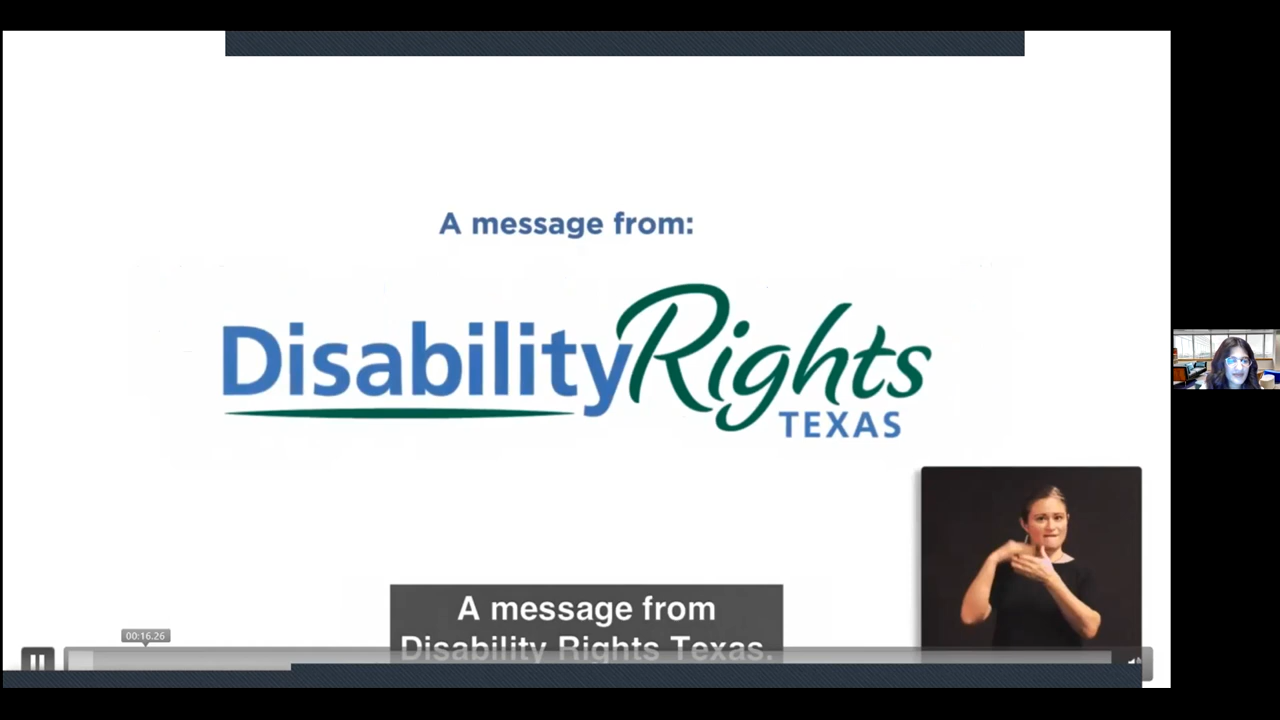 A message from:
Disability Rights
TEXAS
A message from
Disability Rights Texas.
00:16.26